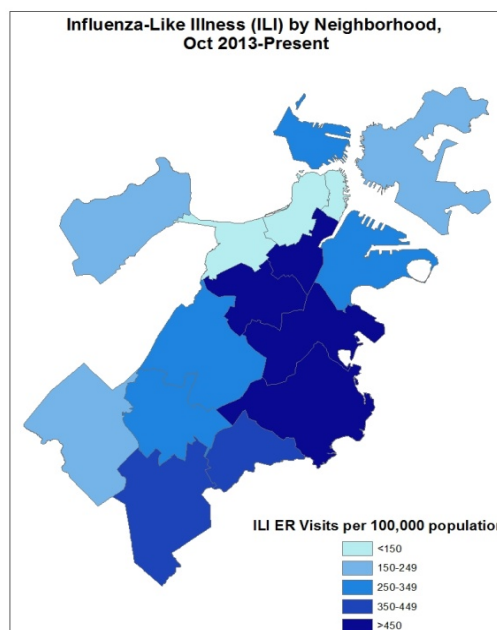 Influenza-Like Illness (ILI) by Neighborhood,
Oct 2013-Present
ILI ER Visits per 100,000 population
<150
150-249
250-349
350-449
>450